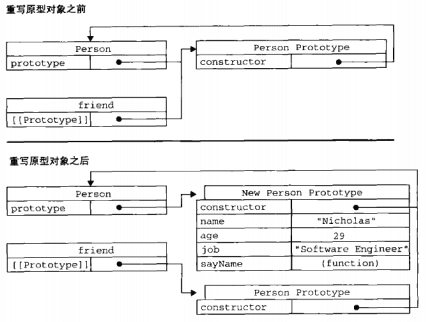 重写原型对象之前
Person
prototype
Person Prototype
constructor
friend
[[Prototype]]
重写原型对象之后
Person
prototype
New Person Prototype
constructor
name "Nicholas"
age 29
job "Software Engineer"
sayName (function)
friend
[[Prototype]]
Person Prototype
constructor